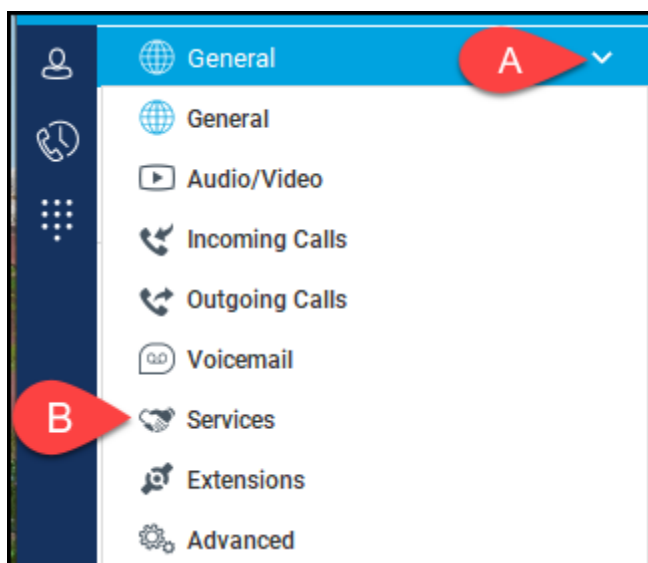 General A
General
Audio/Video
Incoming Calls
Outgoing Calls
Voicemail
B Services
Extensions
Advanced